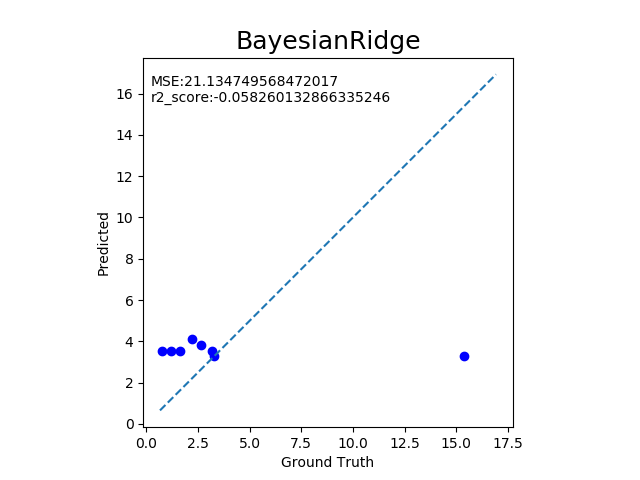 BayesianRidge
MSE:21.134749568472017
r2_score:-0.058260132866335246
16
14
12
10
8
6
4
2
0
Predicted
0.0 2.5 5.0 7.5 10.0 12.5 15.0 17.5
Ground Truth